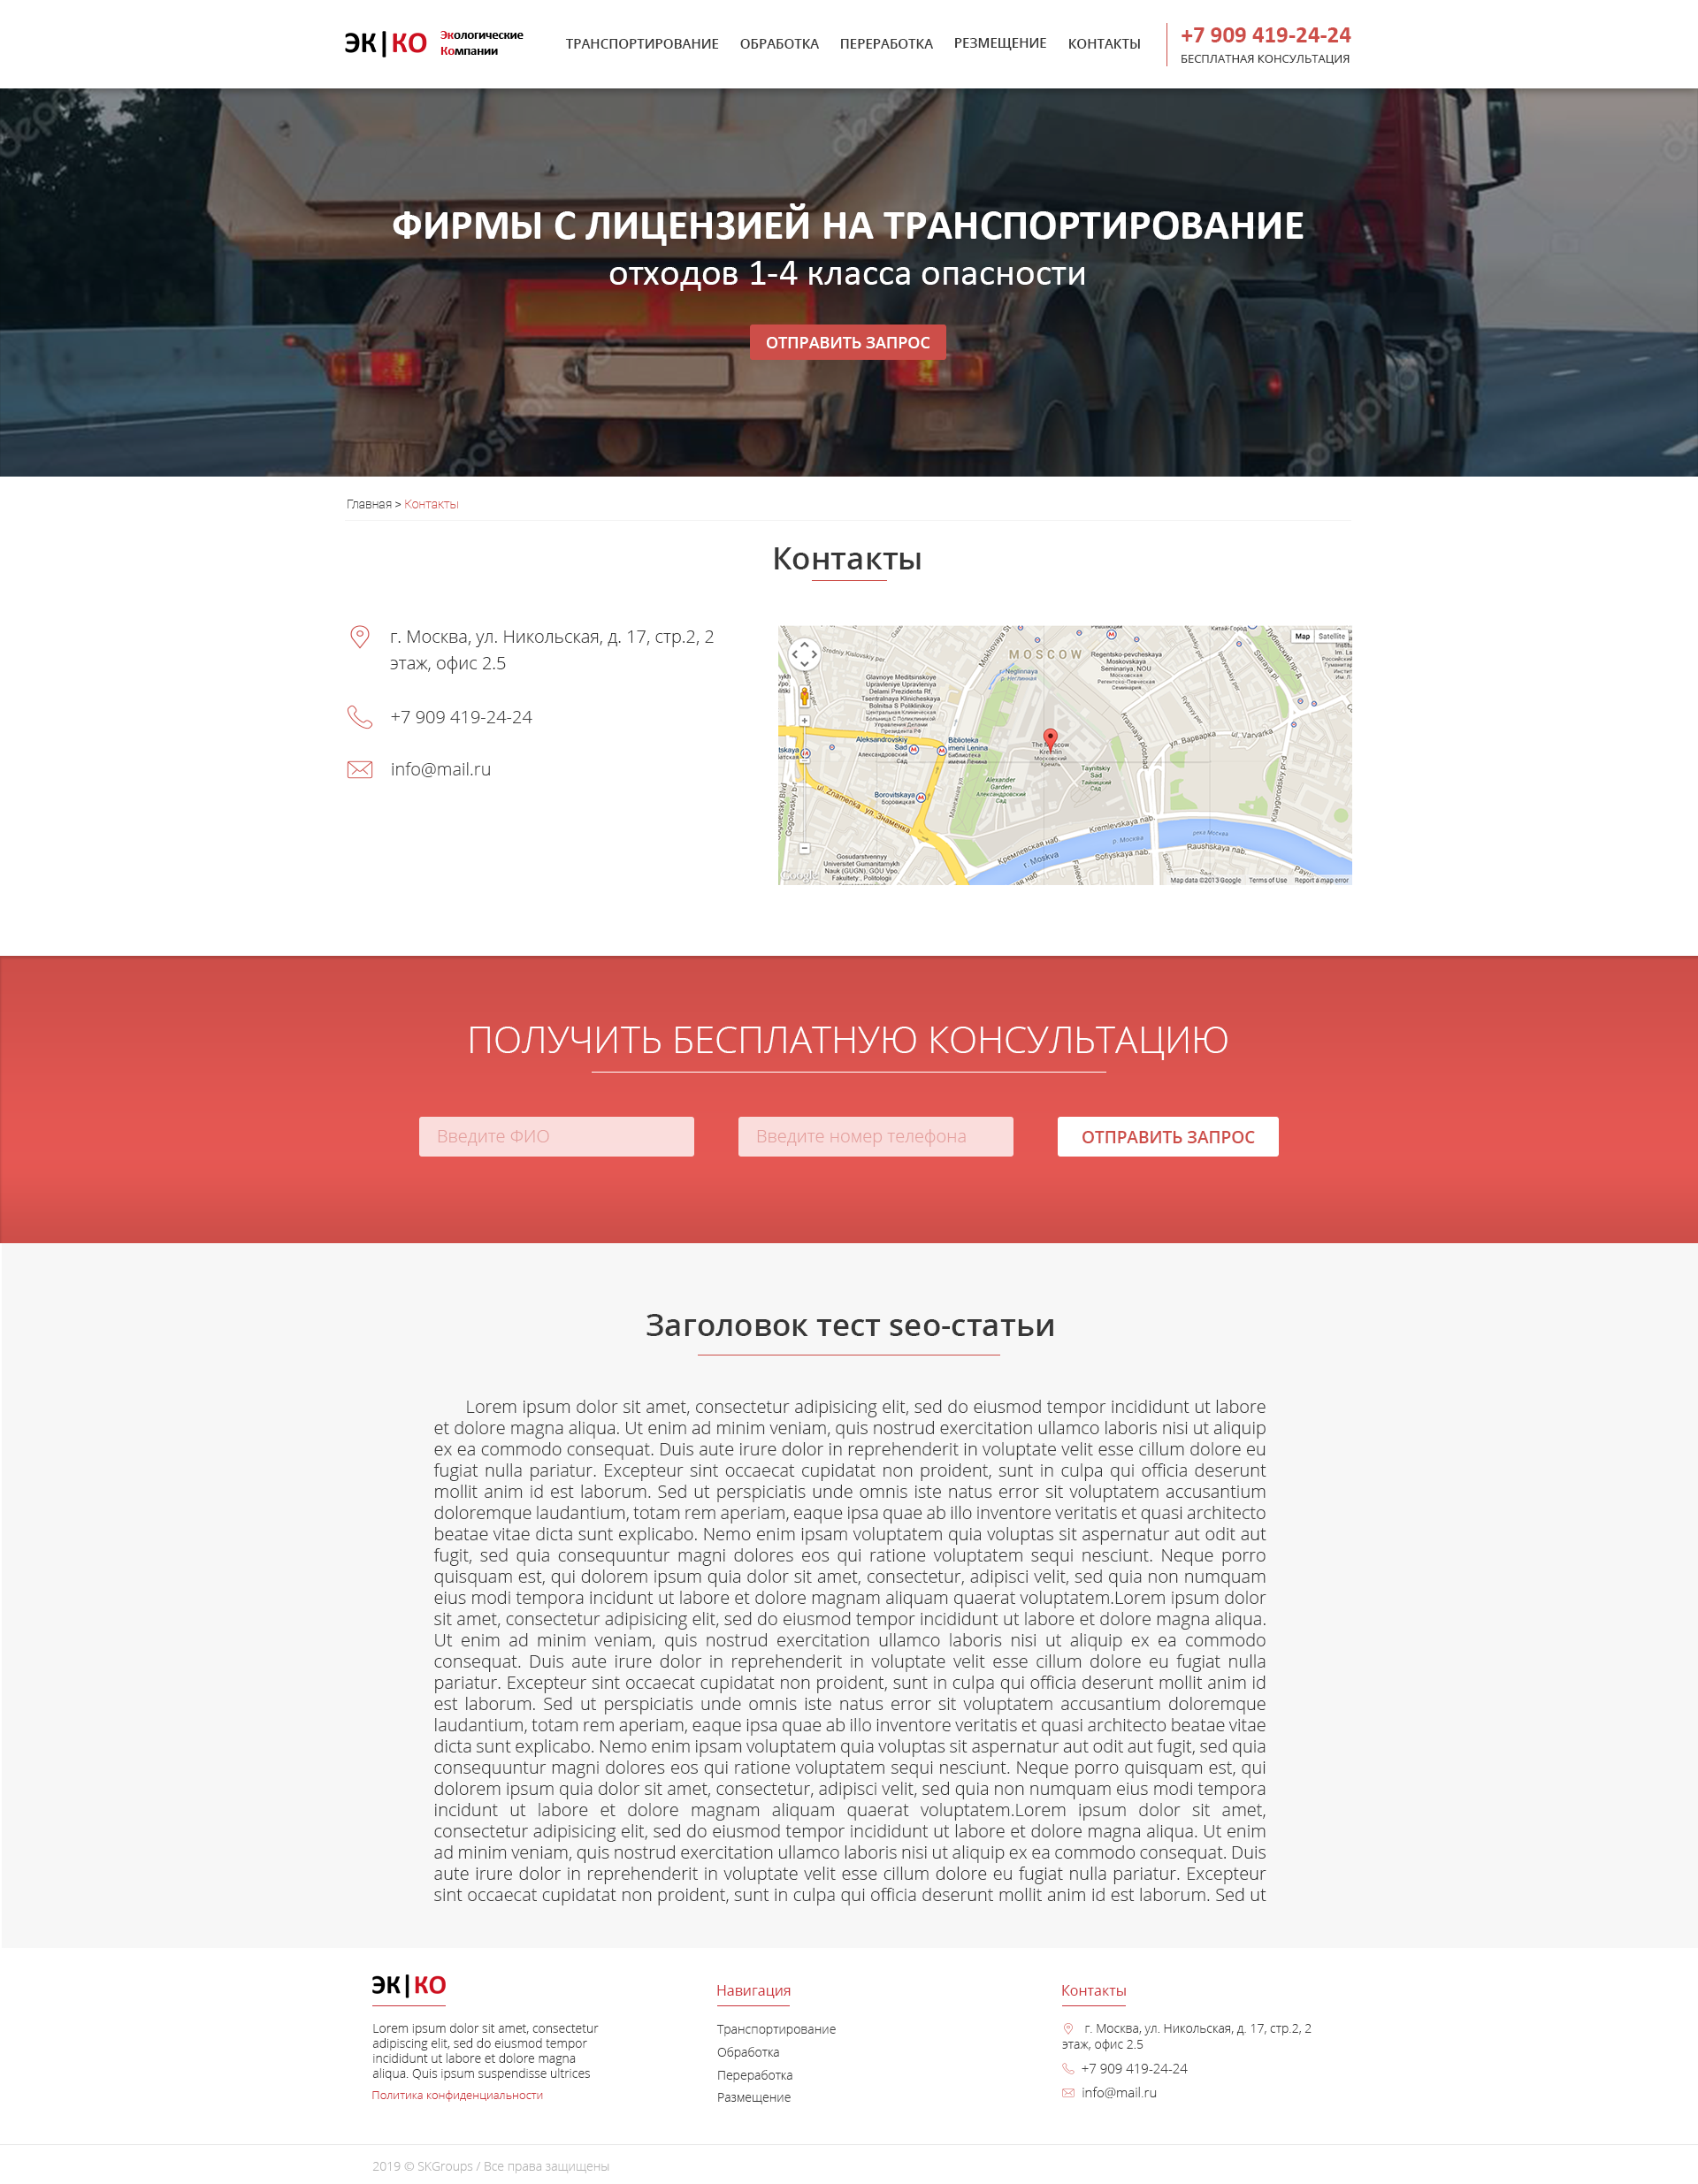 ЭК|КО
Экологические
Компании
ТРАНСПОРТИРОВАНИЕ ОБРАБОТКА ПЕРЕРАБОТКА РЕЗМЕЩЕНИЕ КОНТАКТЫ
+7 909 419-24-24
БЕСПЛАТНАЯ КОНСУЛЬТАЦИЯ
ФИРМЫ С ЛИЦЕНЗИЕЙ НА ТРАНСПОРТИРОВАНИЕ
отходов 1-4 класса опасности
ОТПРАВИТЬ ЗАПРОС
Главная > Контакты
Контакты
г. Москва, ул. Никольская, д. 17, стр.2, 2
этаж, офис 2.5
+7 909 419-24-24
info@mail.ru
Map Satellite
MOSCOW
Biblioteka
imeni Lenina
Aleksandrovskiy
Sad
Borovitskaya
Боровицкая
Alexander
Garden
Александровский
Сад
Taynitskiy
Sad
Тайницкий
Сад
Kremlevskaya nab.
Sofiyskaya nab.
Raushskaya nab.
ul. Varvarka
ul. Znamenka
Google
Map data ©2013 Google Terms of Use Report a map error
ПОЛУЧИТЬ БЕСПЛАТНУЮ КОНСУЛЬТАЦИЮ
Введите ФИО
Введите номер телефона
ОТПРАВИТЬ ЗАПРОС
Заголовок тест seo-статьи
Lorem ipsum dolor sit amet, consectetur adipisicing elit, sed do eiusmod tempor incididunt ut labore
et dolore magna aliqua. Ut enim ad minim veniam, quis nostrud exercitation ullamco laboris nisi ut aliquip
ex ea commodo consequat. Duis aute irure dolor in reprehenderit in voluptate velit esse cillum dolore eu
fugiat nulla pariatur. Excepteur sint occaecat cupidatat non proident, sunt in culpa qui officia deserunt
mollit anim id est laborum. Sed ut perspiciatis unde omnis iste natus error sit voluptatem accusantium
doloremque laudantium, totam rem aperiam, eaque ipsa quae ab illo inventore veritatis et quasi architecto
beatae vitae dicta sunt explicabo. Nemo enim ipsam voluptatem quia voluptas sit aspernatur aut odit aut
fugit, sed quia consequuntur magni dolores eos qui ratione voluptatem sequi nesciunt. Neque porro
quisquam est, qui dolorem ipsum quia dolor sit amet, consectetur, adipisci velit, sed quia non numquam
eius modi tempora incidunt ut labore et dolore magnam aliquam quaerat voluptatem.Lorem ipsum dolor
sit amet, consectetur adipisicing elit, sed do eiusmod tempor incididunt ut labore et dolore magna aliqua.
Ut enim ad minim veniam, quis nostrud exercitation ullamco laboris nisi ut aliquip ex ea commodo
consequat. Duis aute irure dolor in reprehenderit in voluptate velit esse cillum dolore eu fugiat nulla
pariatur. Excepteur sint occaecat cupidatat non proident, sunt in culpa qui officia deserunt mollit anim id
est laborum. Sed ut perspiciatis unde omnis iste natus error sit voluptatem accusantium doloremque
laudantium, totam rem aperiam, eaque ipsa quae ab illo inventore veritatis et quasi architecto beatae vitae
dicta sunt explicabo. Nemo enim ipsam voluptatem quia voluptas sit aspernatur aut odit aut fugit, sed quia
consequuntur magni dolores eos qui ratione voluptatem sequi nesciunt. Neque porro quisquam est, qui
dolorem ipsum quia dolor sit amet, consectetur, adipisci velit, sed quia non numquam eius modi tempora
incidunt ut labore et dolore magnam aliquam quaerat voluptatem.Lorem ipsum dolor sit amet,
consectetur adipisicing elit, sed do eiusmod tempor incididunt ut labore et dolore magna aliqua. Ut enim
ad minim veniam, quis nostrud exercitation ullamco laboris nisi ut aliquip ex ea commodo consequat. Duis
aute irure dolor in reprehenderit in voluptate velit esse cillum dolore eu fugiat nulla pariatur. Excepteur
sint occaecat cupidatat non proident, sunt in culpa qui officia deserunt mollit anim id est laborum. Sed ut
ЭК|КО
Lorem ipsum dolor sit amet, consectetur
adipiscing elit, sed do eiusmod tempor
incididunt ut labore et dolore magna
aliqua. Quis ipsum suspendisse ultrices
Политика конфиденциальности
Навигация
Транспортирование
Обработка
Переработка
Размещение
Контакты
г. Москва, ул. Никольская, д. 17, стр.2, 2
этаж, офис 2.5
+7 909 419-24-24
info@mail.ru
2019 © SKGroups / Все права защищены